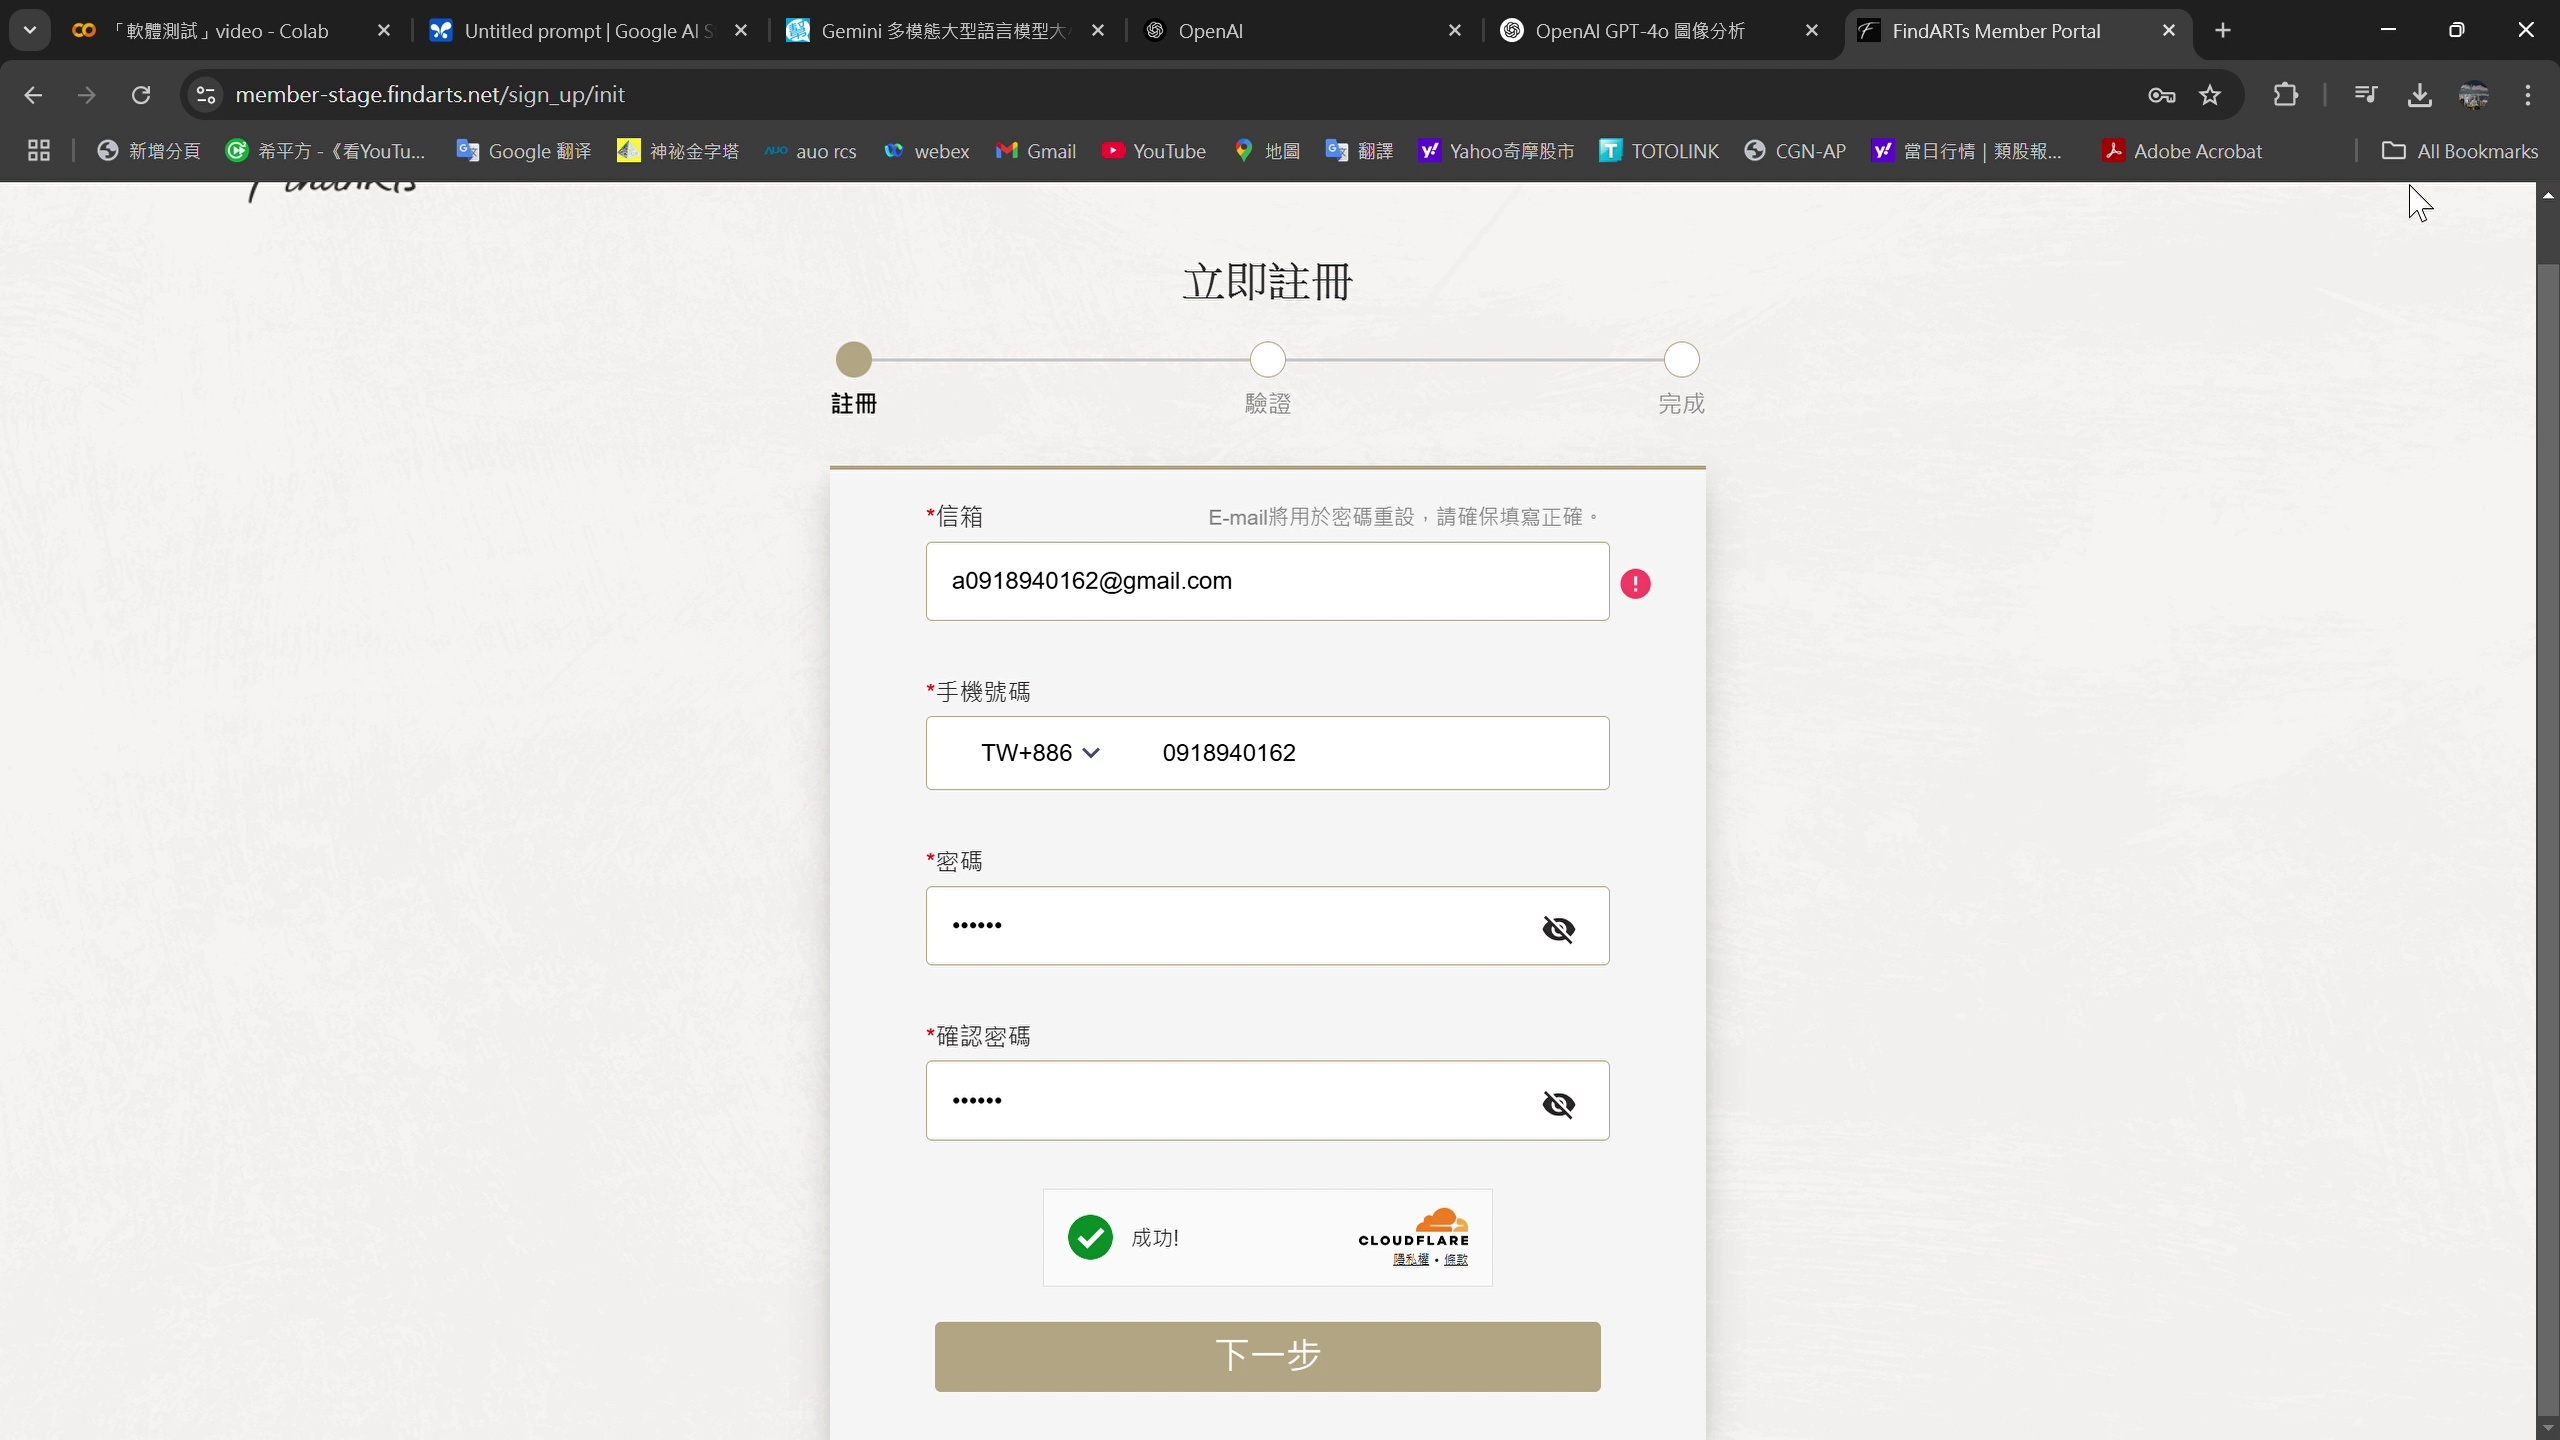 「軟體測試」video - Colab
Untitled prompt | Google AI S
Gemini 多模態大型語言模型大
OpenAI
OpenAI GPT-4o 圖像分析
FindARTs Member Portal
member-stage.findarts.net/sign_up/init
新增分頁
希平方 -《看YouTu...
Google 翻译
神祕金字塔
AUO auo rcs
webex
Gmail
YouTube
地圖
翻譯
Yahoo奇摩股市
TOTOLINK
CGN-AP
當日行情 | 類股報...
Adobe Acrobat
All Bookmarks
FindARTs
立即註冊
註冊
驗證
完成
*信箱
E-mail將用於密碼重設，請確保填寫正確。
a0918940162@gmail.com
*手機號碼
TW+886
0918940162
*密碼
••••••
*確認密碼
••••••
成功!
CLOUDFLARE
隱私權 • 條款
下一步